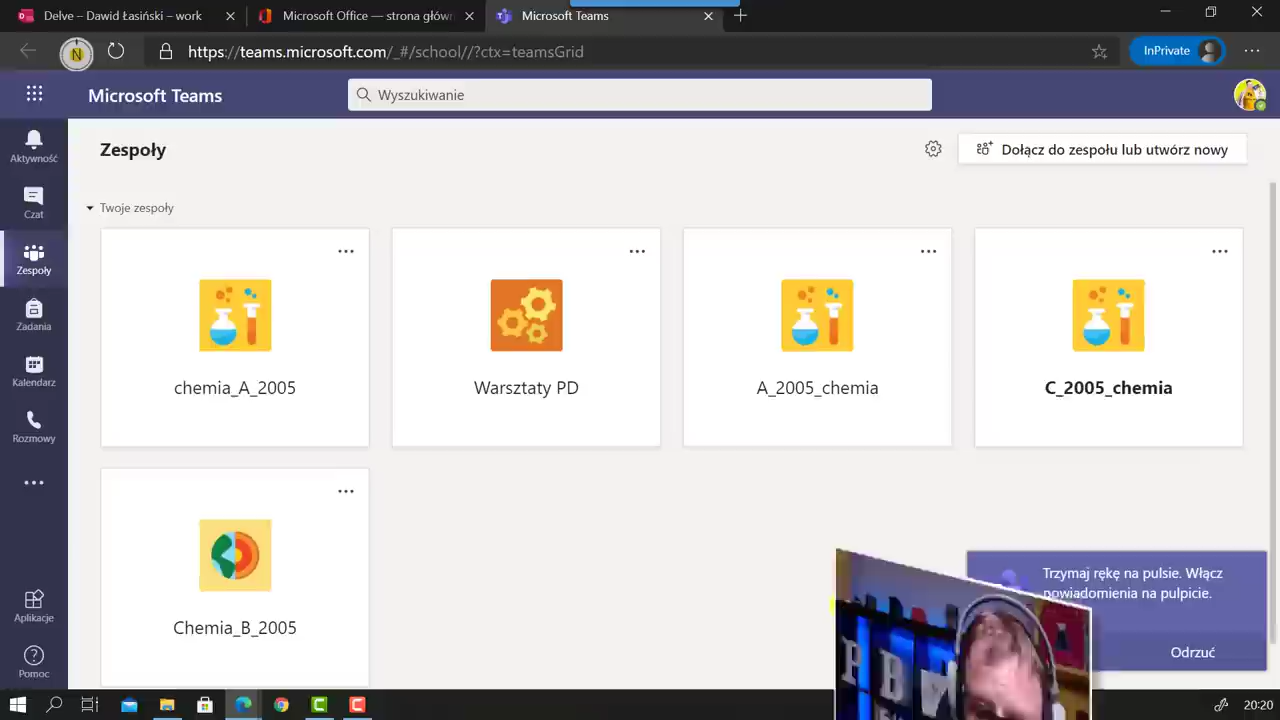 Delve – Dawid Łasiński – work
Microsoft Office – strona główn
Microsoft Teams
N
https://teams.microsoft.com/_#/school//?ctx=teamsGrid
InPrivate
Microsoft Teams
Wyszukiwanie
Aktywność
Czat
Zespoły
Zadania
Kalendarz
Rozmowy
Aplikacje
Pomoc
Zespoły
Dołącz do zespołu lub utwórz nowy
Twoje zespoły
chemia_A_2005
Warsztaty PD
A_2005_chemia
C_2005_chemia
Chemia_B_2005
Trzymaj rękę na pulsie. Włącz
powiadomienia na pulpicie.
Odrzuć
20:20